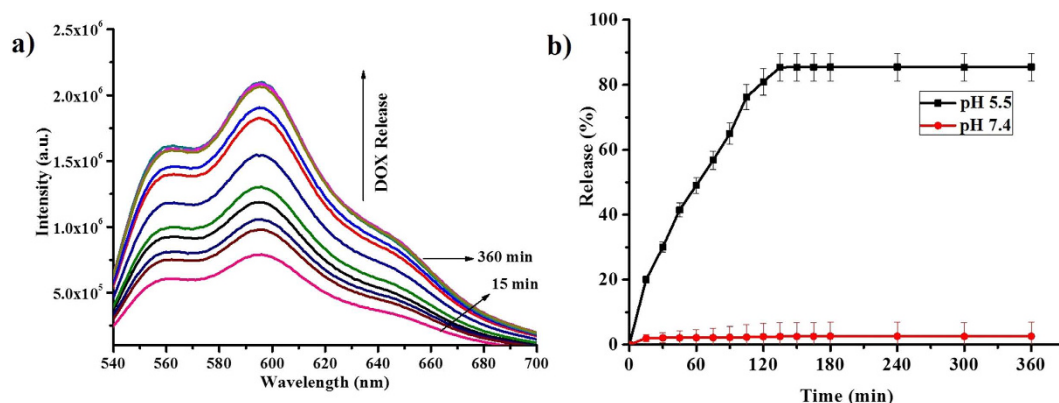 a)
Intensity (a.u.)
2.5x10⁶
2.0x10⁶
1.5x10⁶
1.0x10⁶
5.0x10⁵
DOX Release
360 min
15 min
540 560 580 600 620 640 660 680 700
Wavelength (nm)
b)
Release (%)
100
80
60
40
20
0
pH 5.5
pH 7.4
0 60 120 180 240 300 360
Time (min)